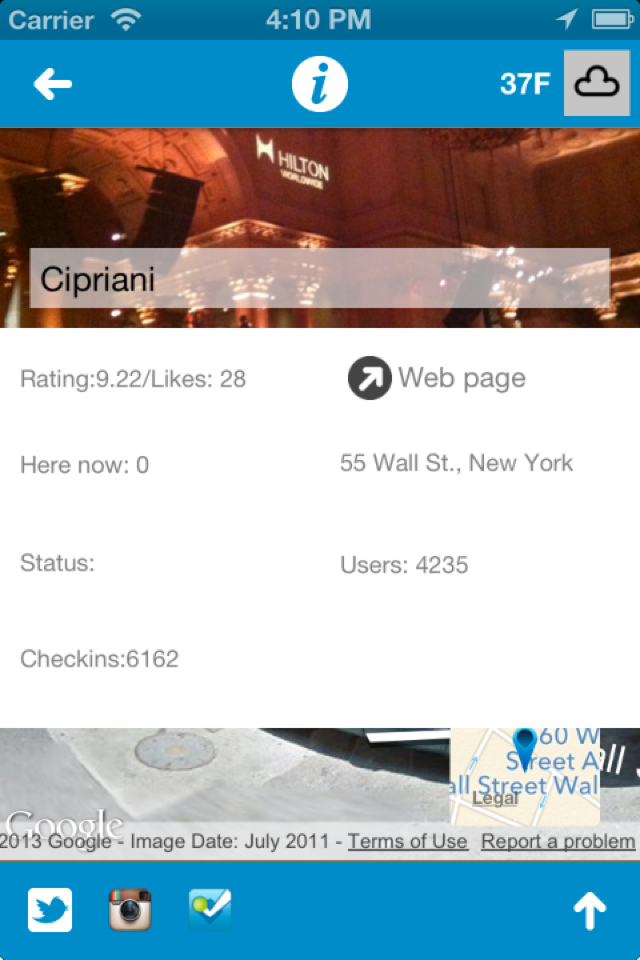 Carrier 4:10 PM
i 37F
HILTON
WORLDWIDE
Cipriani
Rating:9.22/Likes: 28
Web page
Here now: 0
55 Wall St., New York
Status:
Users: 4235
Checkins:6162
60 W
Street A
all Street Wal
Legal
Google
2013 Google - Image Date: July 2011 - Terms of Use Report a problem